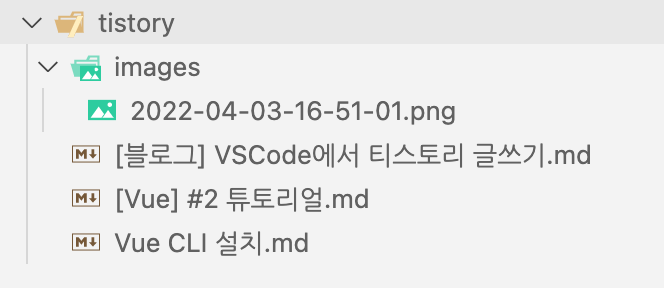 tistory
images
2022-04-03-16-51-01.png
[블로그] VSCode에서 티스토리 글쓰기.md
[Vue] #2 튜토리얼.md
Vue CLI 설치.md